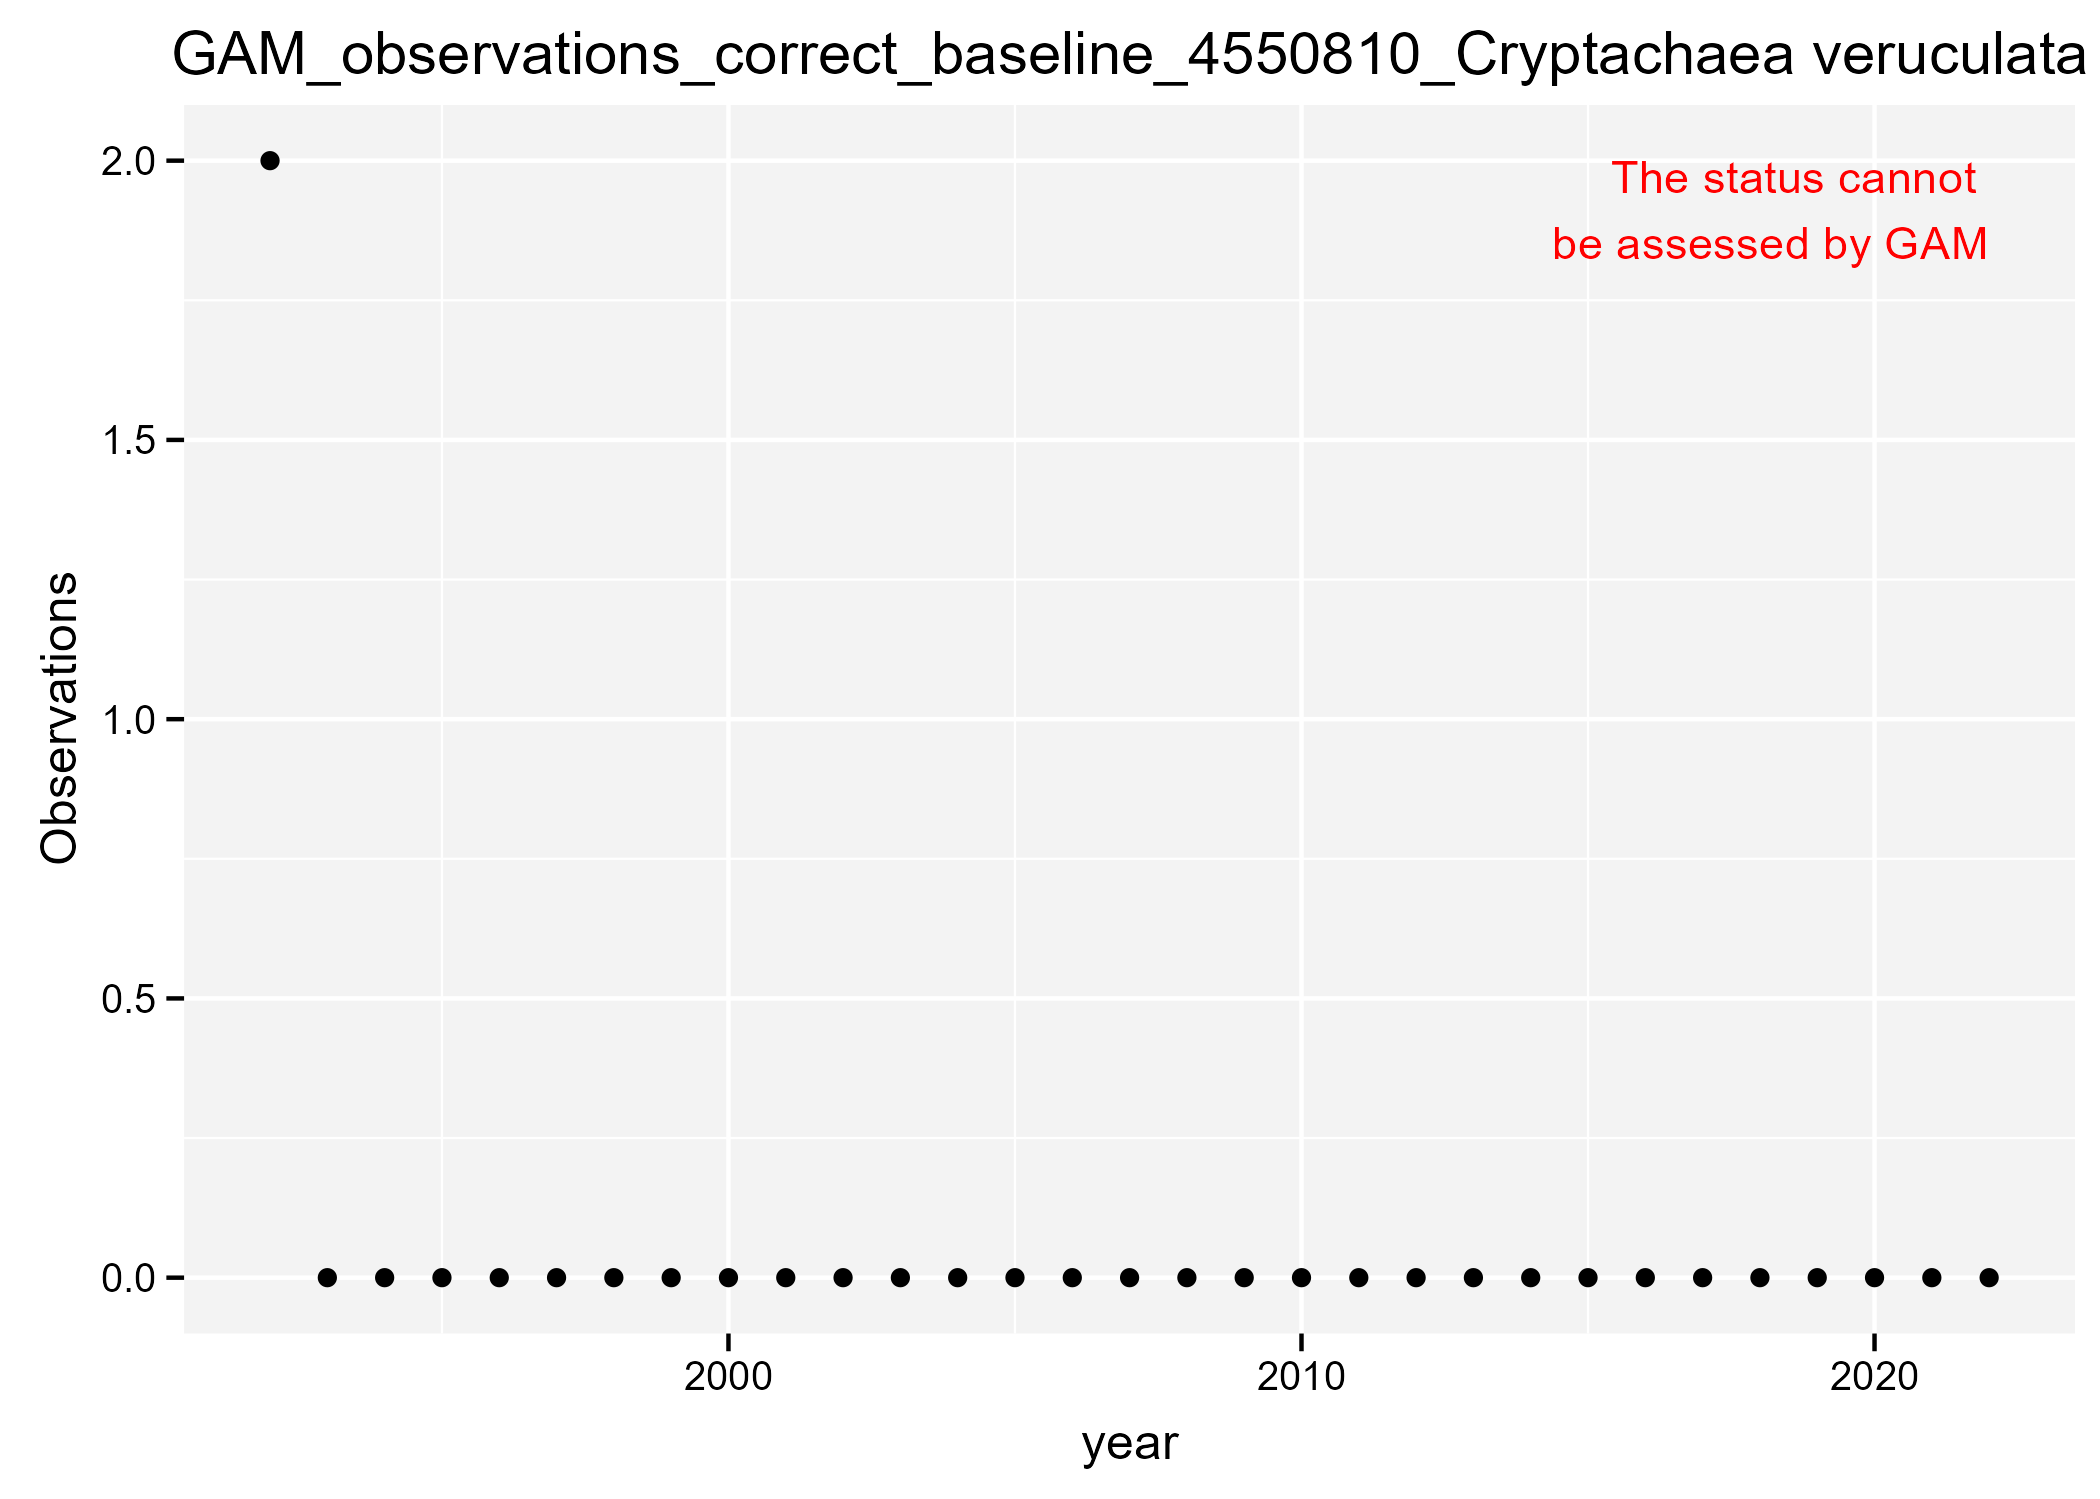 GAM_observations_correct_baseline_4550810_Cryptachaea veruculata
2.0
The status cannot
be assessed by GAM
1.5
1.0
0.5
0.0
Observations
2000
2010
2020
year